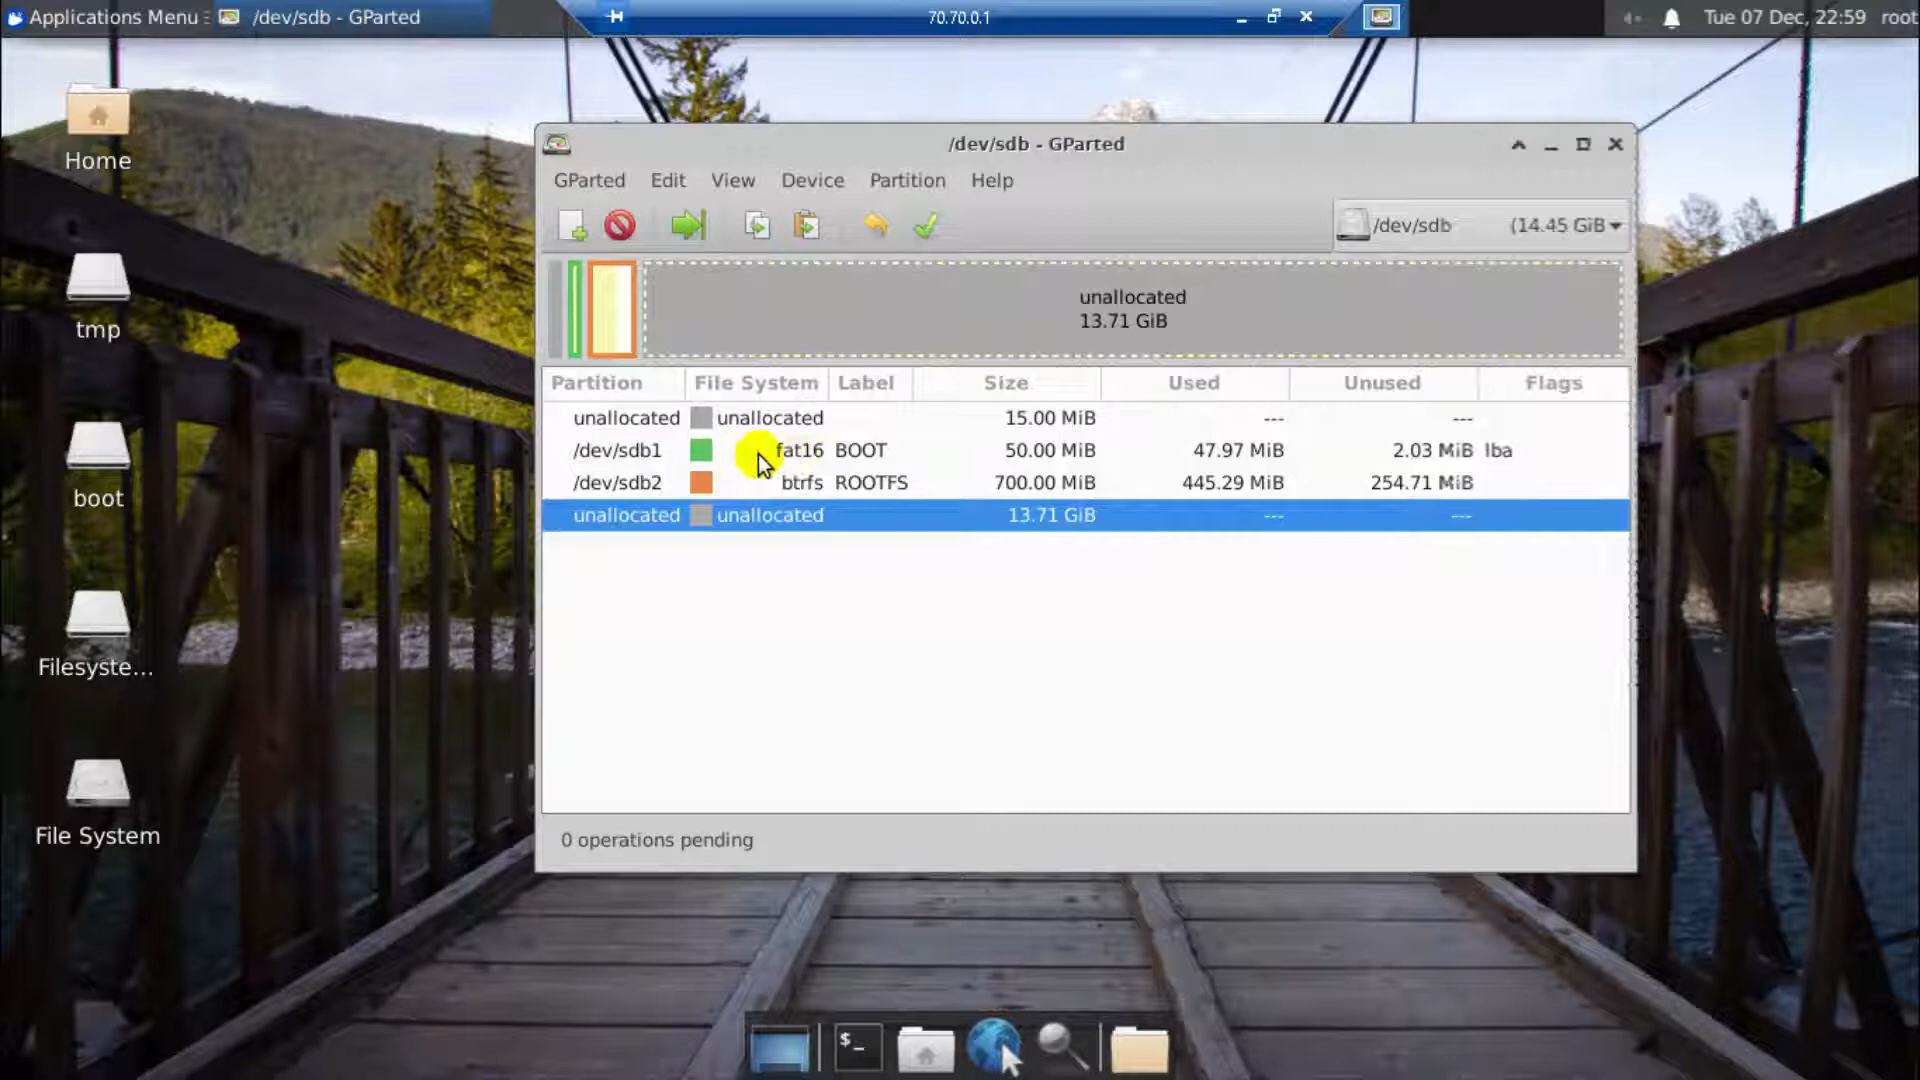 Applications Menu
/dev/sdb - GParted
70.70.0.1
Tue 07 Dec, 22:59
root
Home
tmp
boot
Filesyste...
File System
/dev/sdb - GParted
GParted Edit View Device Partition Help
/dev/sdb (14.45 GiB
unallocated
13.71 GiB
Partition File System Label Size Used Unused Flags
unallocated unallocated 15.00 MiB --- ---
/dev/sdb1 fat16 BOOT 50.00 MiB 47.97 MiB 2.03 MiB lba
/dev/sdb2 btrfs ROOTFS 700.00 MiB 445.29 MiB 254.71 MiB
unallocated unallocated 13.71 GiB --- ---
0 operations pending
$_